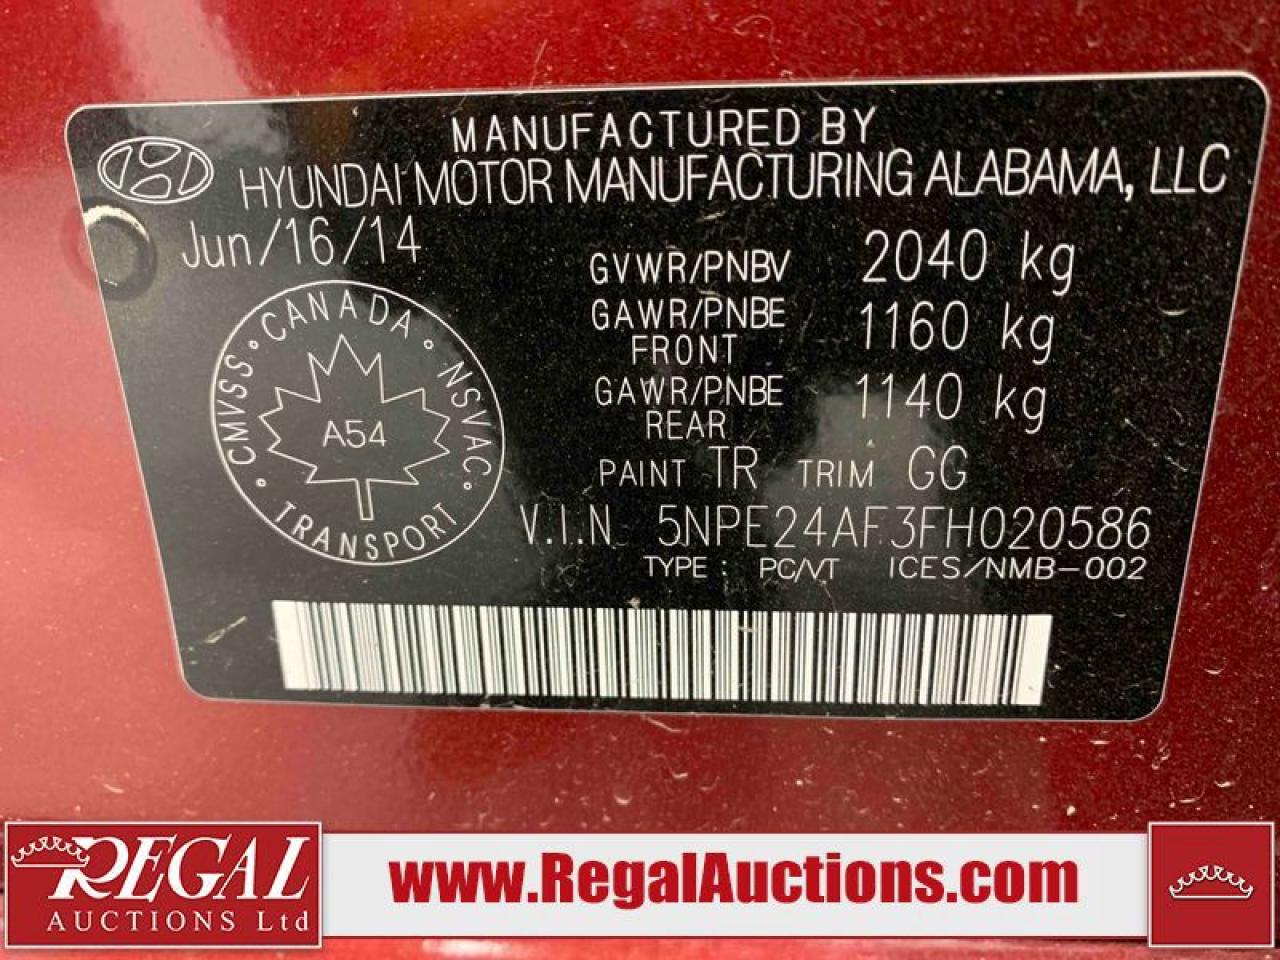 MANUFACTURED BY
HYUNDAI MOTOR MANUFACTURING ALABAMA, LLC
Jun/16/14
GVWR/PNBV 2040 kg
GAWR/PNBE FRONT 1160 kg
GAWR/PNBE REAR 1140 kg
CMVSS · CANADA · NSVAC · TRANSPORT ·
A54
PAINT TR TRIM GG
V.I.N 5NPE24AF3FH020586
TYPE : PC/VT ICES/NMB-002
REGAL
AUCTIONS Ltd
www.RegalAuctions.com